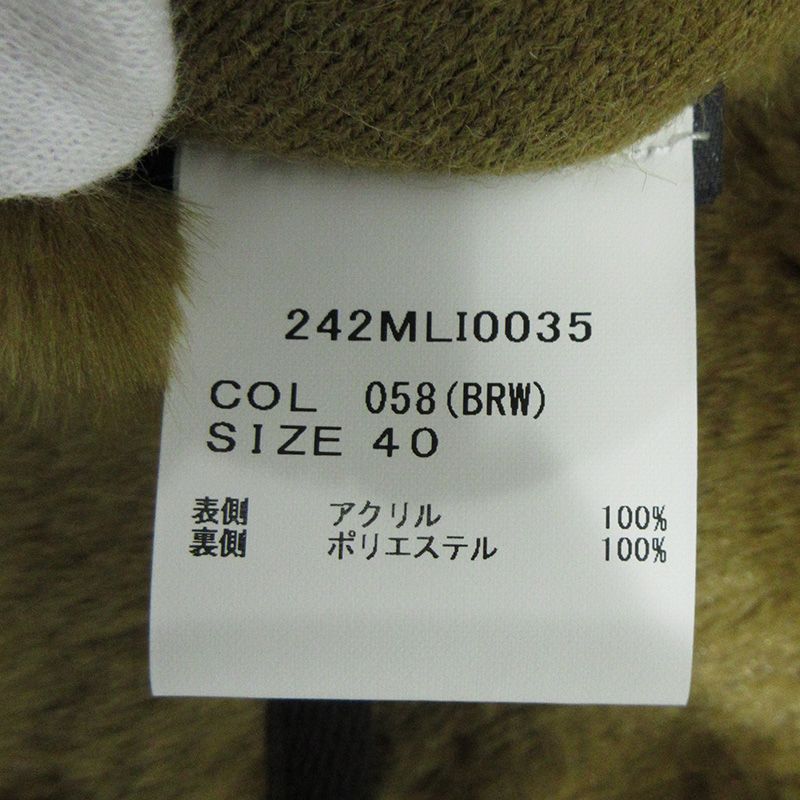 242MLI0035
COL 058(BRW)
SIZE 40
表側 アクリル 100%
裏側 ポリエステル 100%